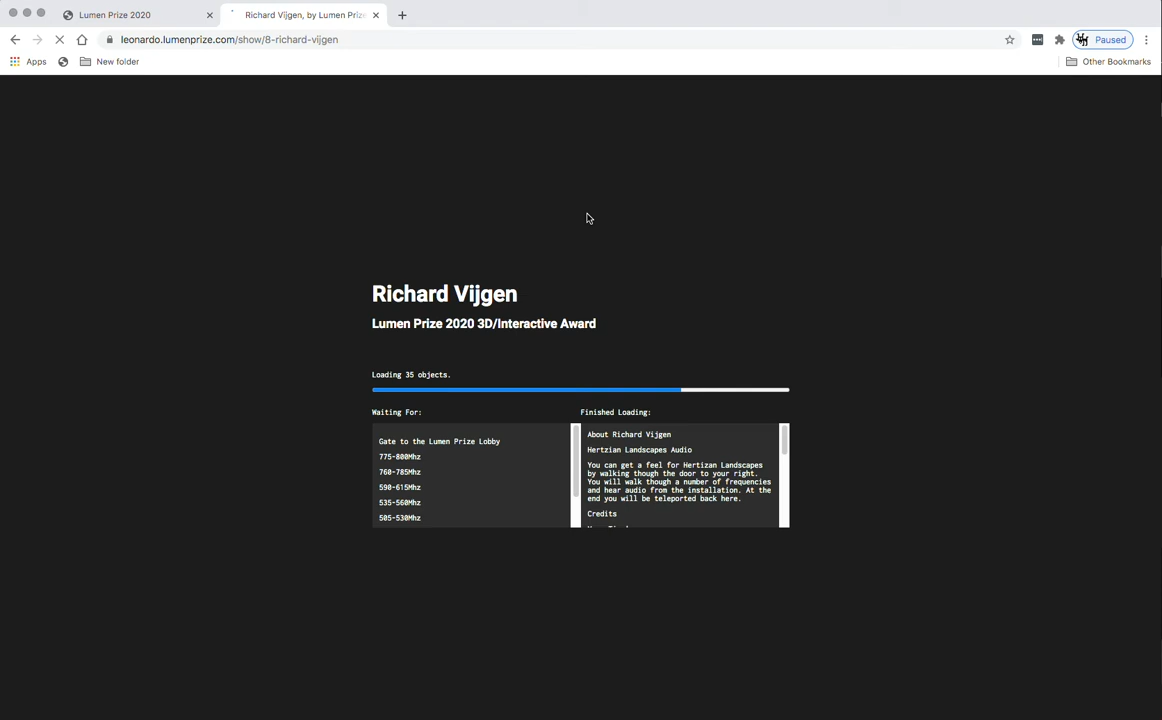 Lumen Prize 2020
Richard Vijgen, by Lumen Prize
leonardo.lumenprize.com/show/8-richard-vijgen
Paused
Apps
New folder
Other Bookmarks
Richard Vijgen
Lumen Prize 2020 3D/Interactive Award
Loading 35 objects.
Waiting For:
Finished Loading:
Gate to the Lumen Prize Lobby
775-800Mhz
760-785Mhz
590-615Mhz
535-560Mhz
505-530Mhz
About Richard Vijgen
Hertzian Landscapes Audio
You can get a feel for Hertizan Landscapes
by walking though the door to your right.
You will walk though a number of frequencies
and hear audio from the installation. At the
end you will be teleported back here.
Credits